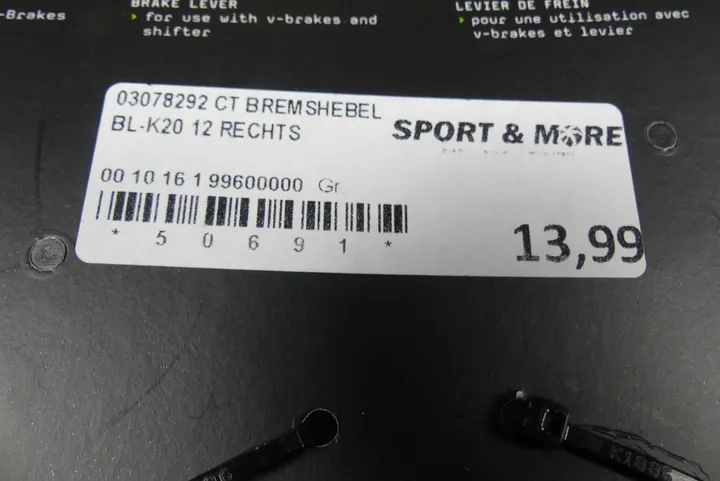 -Brakes
BRAKE LEVER
› for use with v-brakes and
shifter
LEVIER DE FREIN
› pour une utilisation avec
v-brakes et levier
03078292 CT BREMSHEBEL
BL-K20 12 RECHTS
SPORT & MORE
00 10 16 1 99600000 Gr.
* 5 0 6 9 1 *
13,99